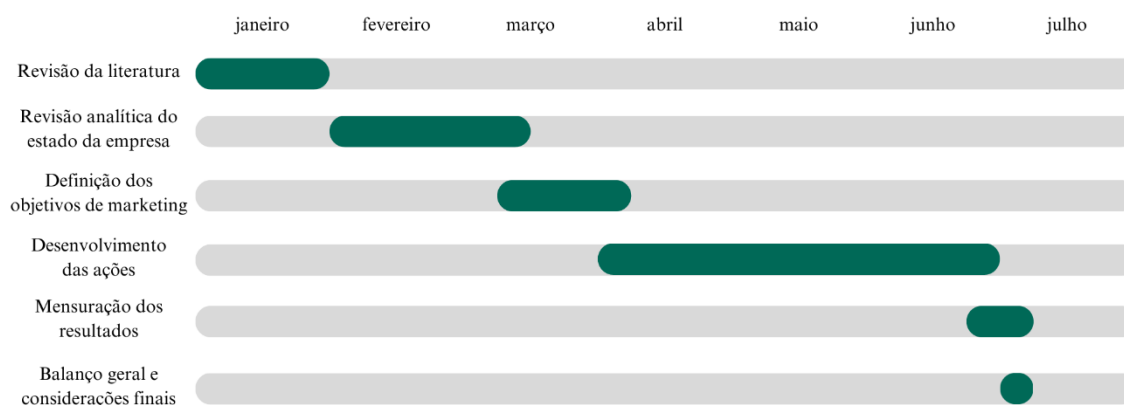 janeiro fevereiro março abril maio junho julho
Revisão da literatura
Revisão analítica do
estado da empresa
Definição dos
objetivos de marketing
Desenvolvimento
das ações
Mensuração dos
resultados
Balanço geral e
considerações finais